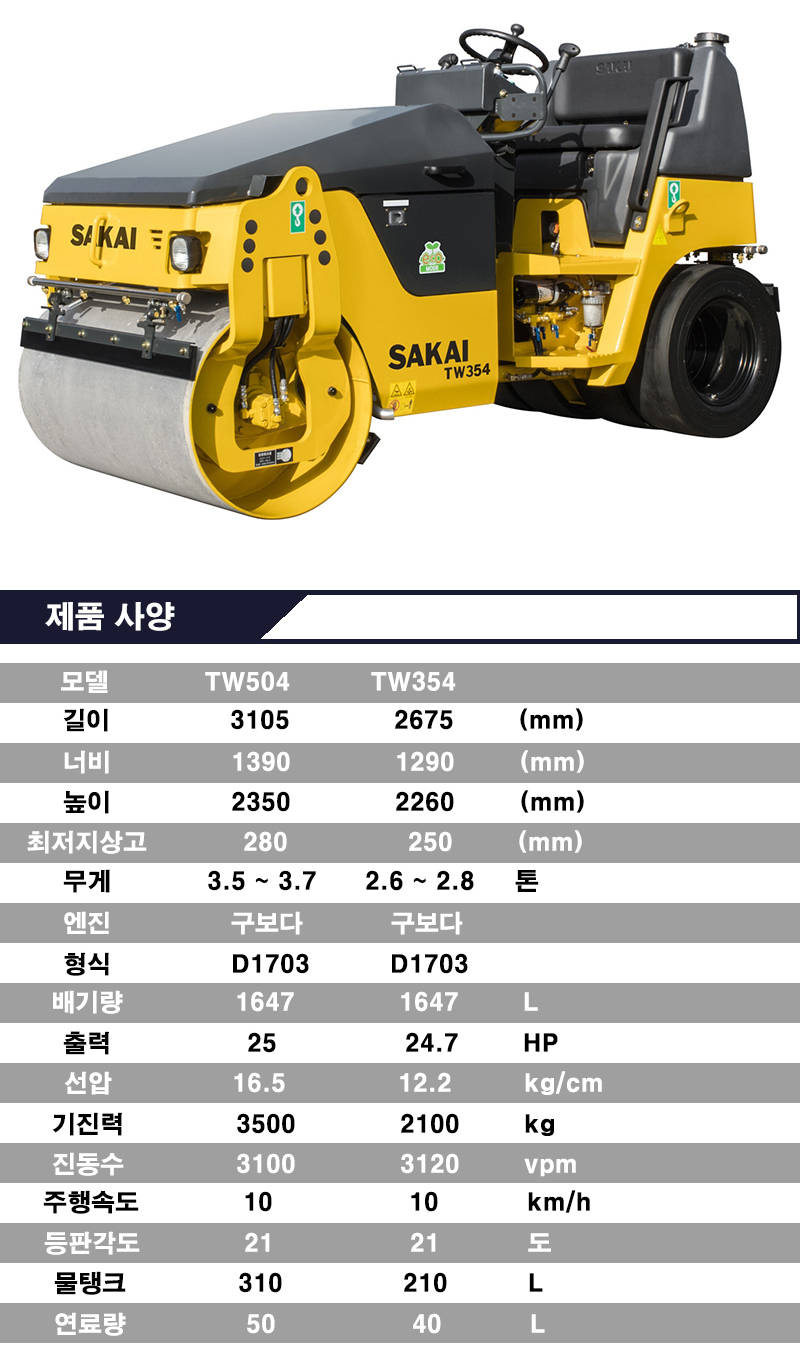 SAKAI
SAKAI
eco
MODE
SAKAI
TW354
제품 사양
모델 TW504 TW354
길이 3105 2675 (mm)
너비 1390 1290 (mm)
높이 2350 2260 (mm)
최저지상고 280 250 (mm)
무게 3.5 ~ 3.7 2.6 ~ 2.8 톤
엔진 구보다 구보다
형식 D1703 D1703
배기량 1647 1647 L
출력 25 24.7 HP
선압 16.5 12.2 kg/cm
기진력 3500 2100 kg
진동수 3100 3120 vpm
주행속도 10 10 km/h
등판각도 21 21 도
물탱크 310 210 L
연료량 50 40 L